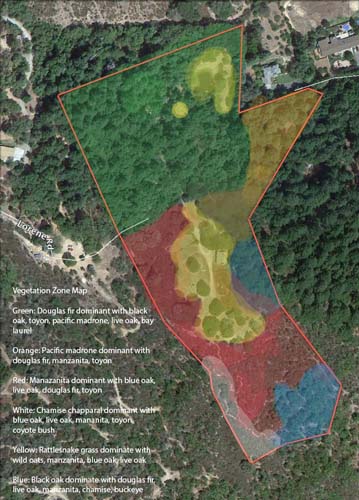 Lorene Rd.
Vegetation Zone Map
Green: Douglas fir dominant with black
oak, toyon, pacific madrone, live oak, bay
laurel
Orange: Pacific madrone dominant with
douglas fir, manzanita, toyon
Red: Manazanita dominant with blue oak,
live oak, douglas fir, toyon
White: Chamise chapparal dominant with
blue oak, live oak, mananita, toyon,
coyote bush
Yellow: Rattlesnake grass dominate with
wild oats, manzanita, blue oak, live oak
Blue: Black oak dominate with douglas fir,
live oak, manzanita, chamise, buckeye